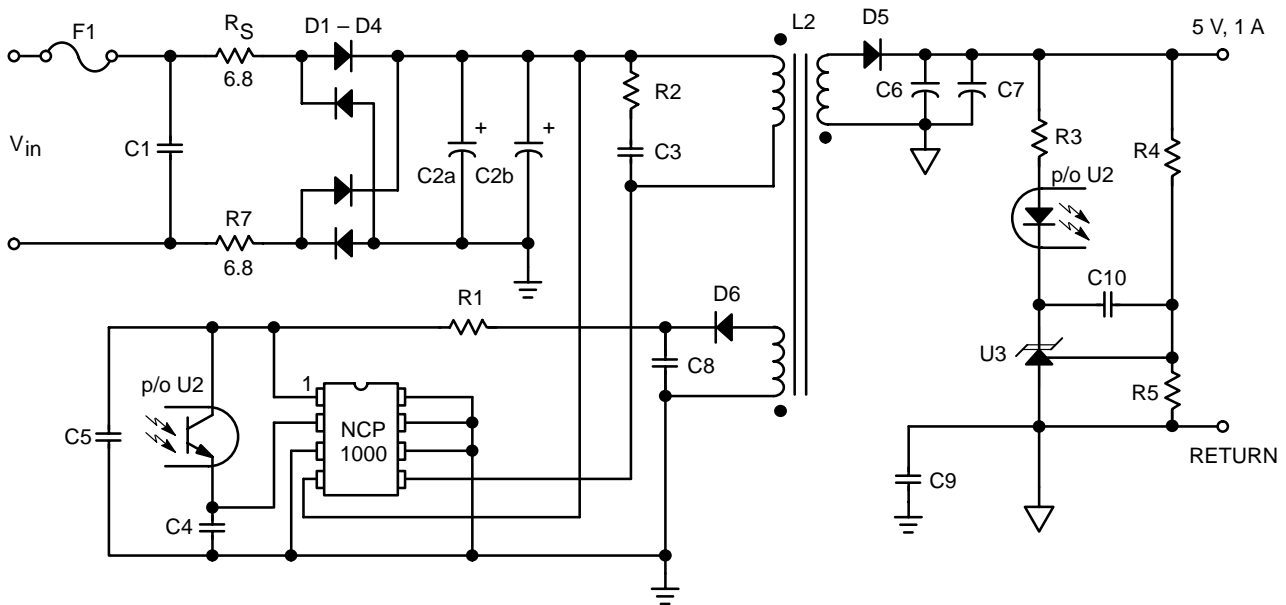 F1
R_S
6.8
D1 – D4
L2
D5
5 V, 1 A
V_in
C1
+
+
C2a
C2b
R2
C3
C6
C7
R3
R4
p/o U2
R7
6.8
C10
R1
D6
C8
U3
R5
p/o U2
1
NCP
1000
C5
C4
C9
RETURN